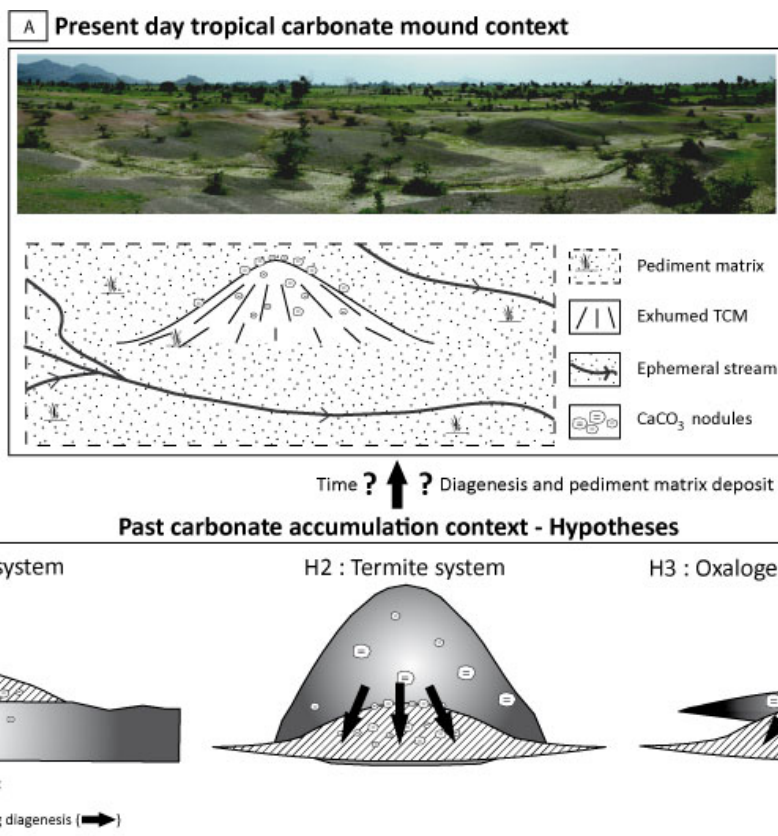 A Present day tropical carbonate mound context
Pediment matrix
Exhumed TCM
Ephemeral stream
CaCO3 nodules
Time ? ? Diagenesis and pediment matrix deposit
Past carbonate accumulation context - Hypotheses
system
H2 : Termite system
H3 : Oxaloge
diagenesis ( )